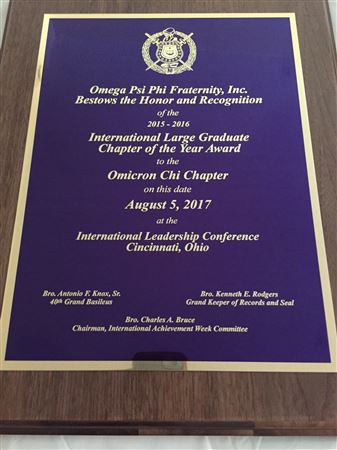 Omega Psi Phi Fraternity, Inc.
Bestows the Honor and Recognition
of the
2015 - 2016
International Large Graduate
Chapter of the Year Award
to the
Omicron Chi Chapter
on this date
August 5, 2017
at the
International Leadership Conference
Cincinnati, Ohio
Bro. Antonio F. Knox, Sr.
40th Grand Basileus
Bro. Kenneth E. Rodgers
Grand Keeper of Records and Seal
Bro. Charles A. Bruce
Chairman, International Achievement Week Committee